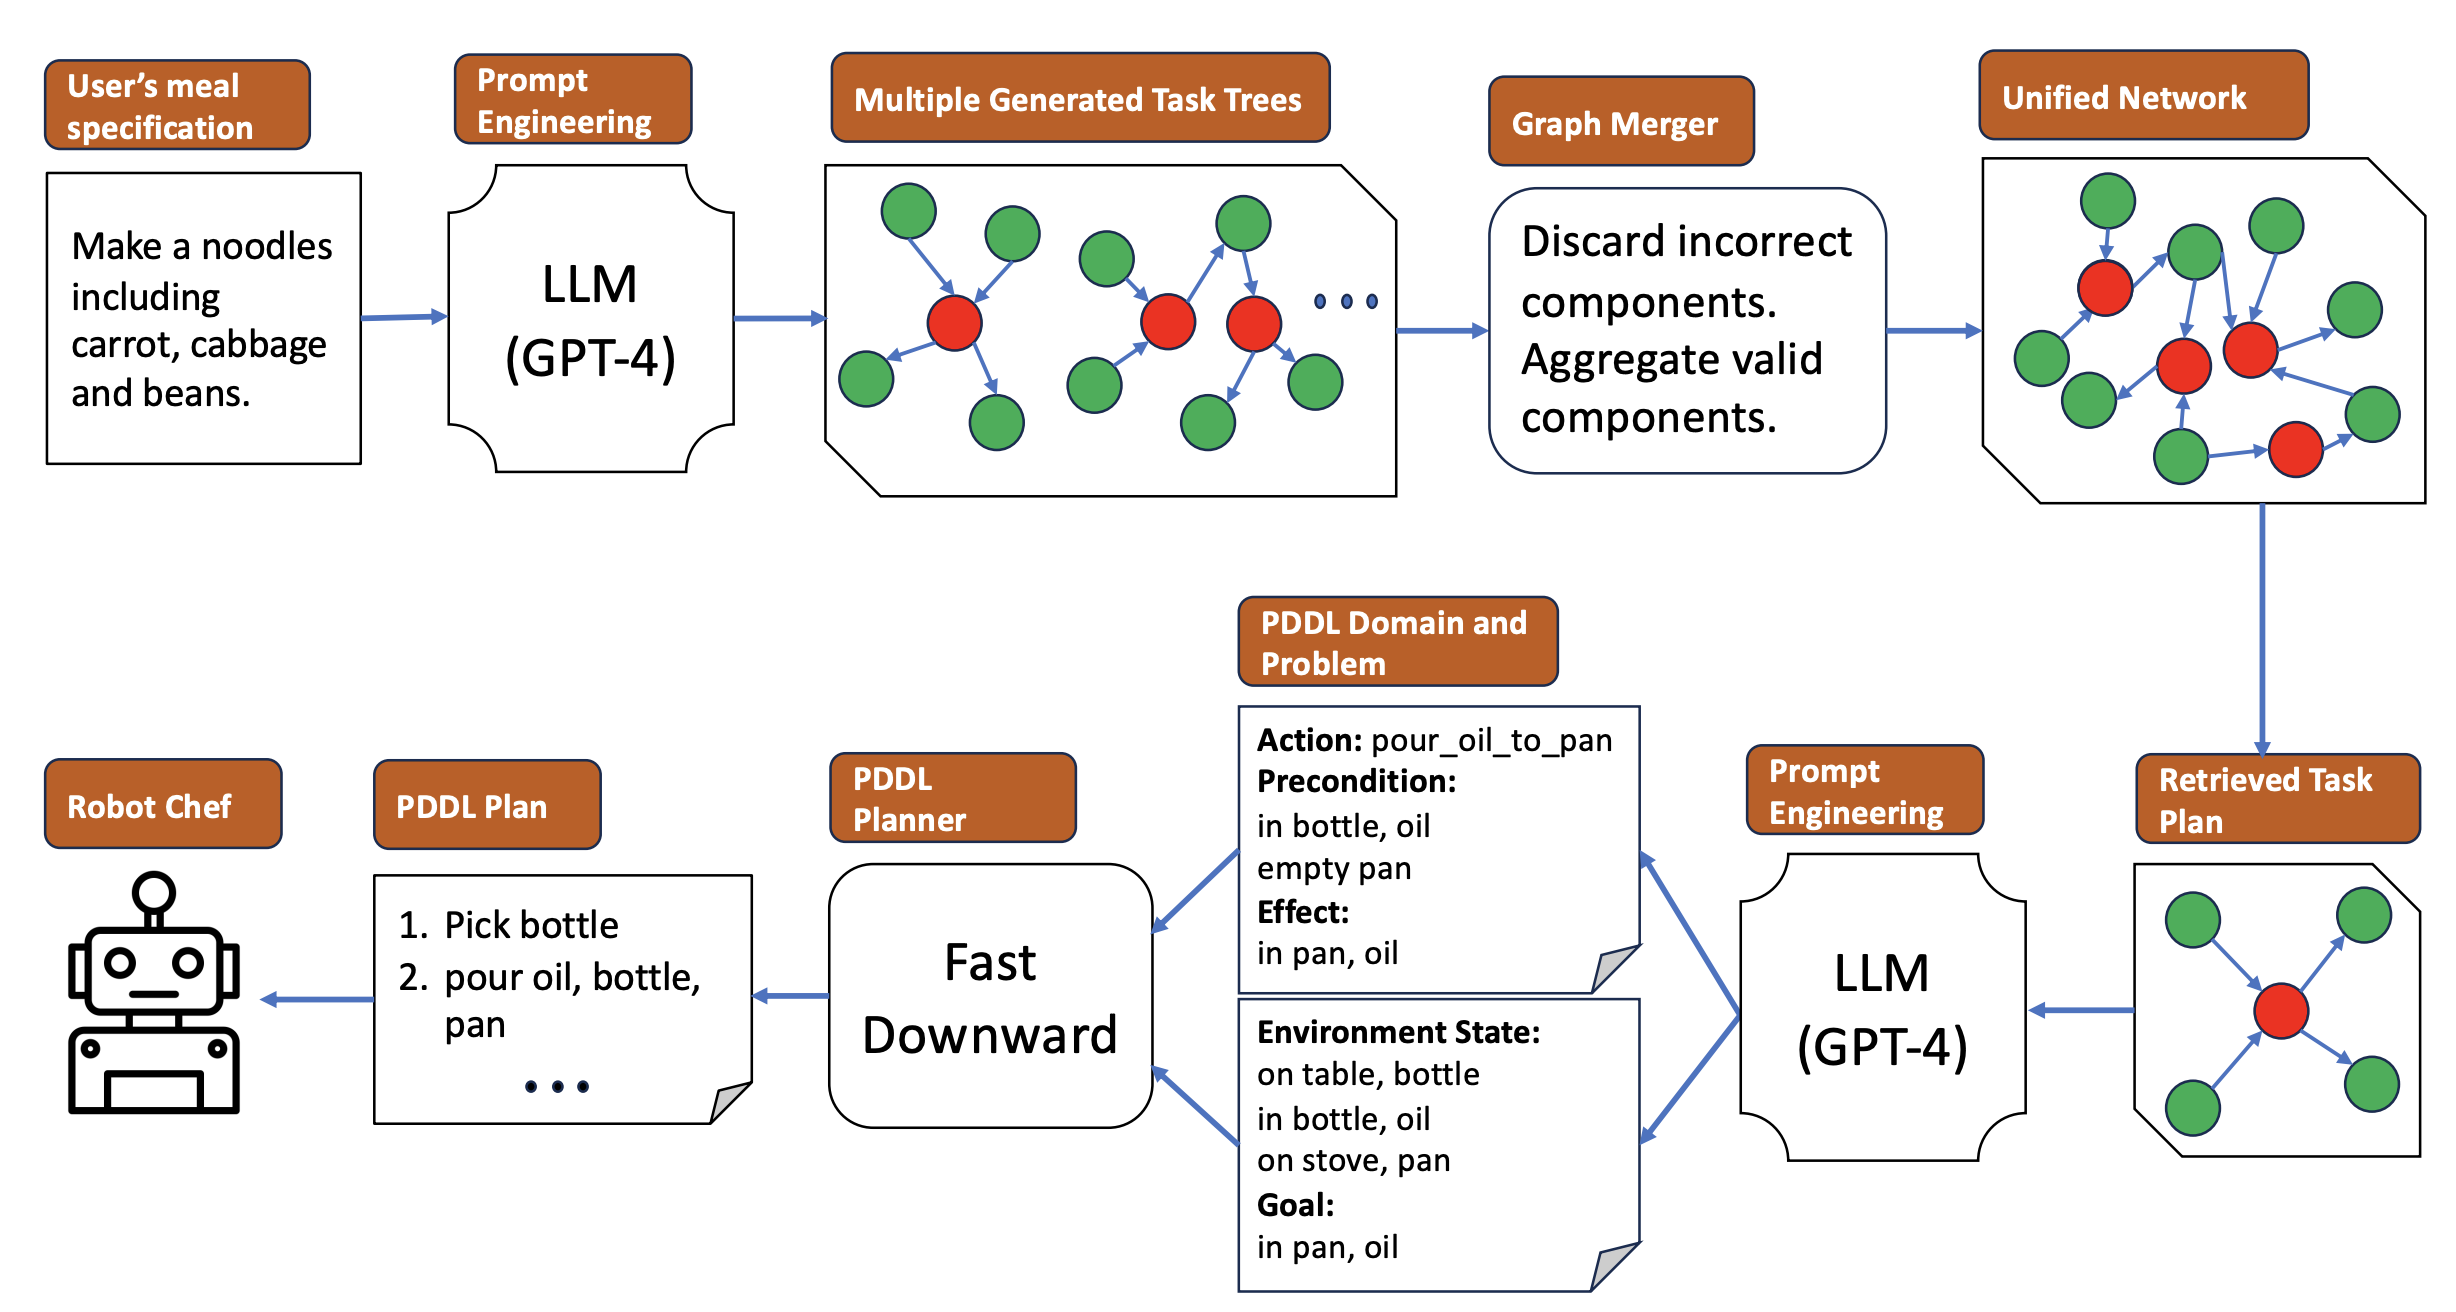 User's meal
specification
Prompt
Engineering
Multiple Generated Task Trees
Graph Merger
Unified Network
Make a noodles
including
carrot, cabbage
and beans.
LLM
(GPT-4)
Discard incorrect
components.
Aggregate valid
components.
Robot Chef
PDDL Plan
1. Pick bottle
2. pour oil, bottle,
pan
PDDL
Planner
Fast
Downward
PDDL Domain and
Problem
Action: pour_oil_to_pan
Precondition:
in bottle, oil
empty pan
Effect:
in pan, oil
Environment State:
on table, bottle
in bottle, oil
on stove, pan
Goal:
in pan, oil
Prompt
Engineering
LLM
(GPT-4)
Retrieved Task
Plan